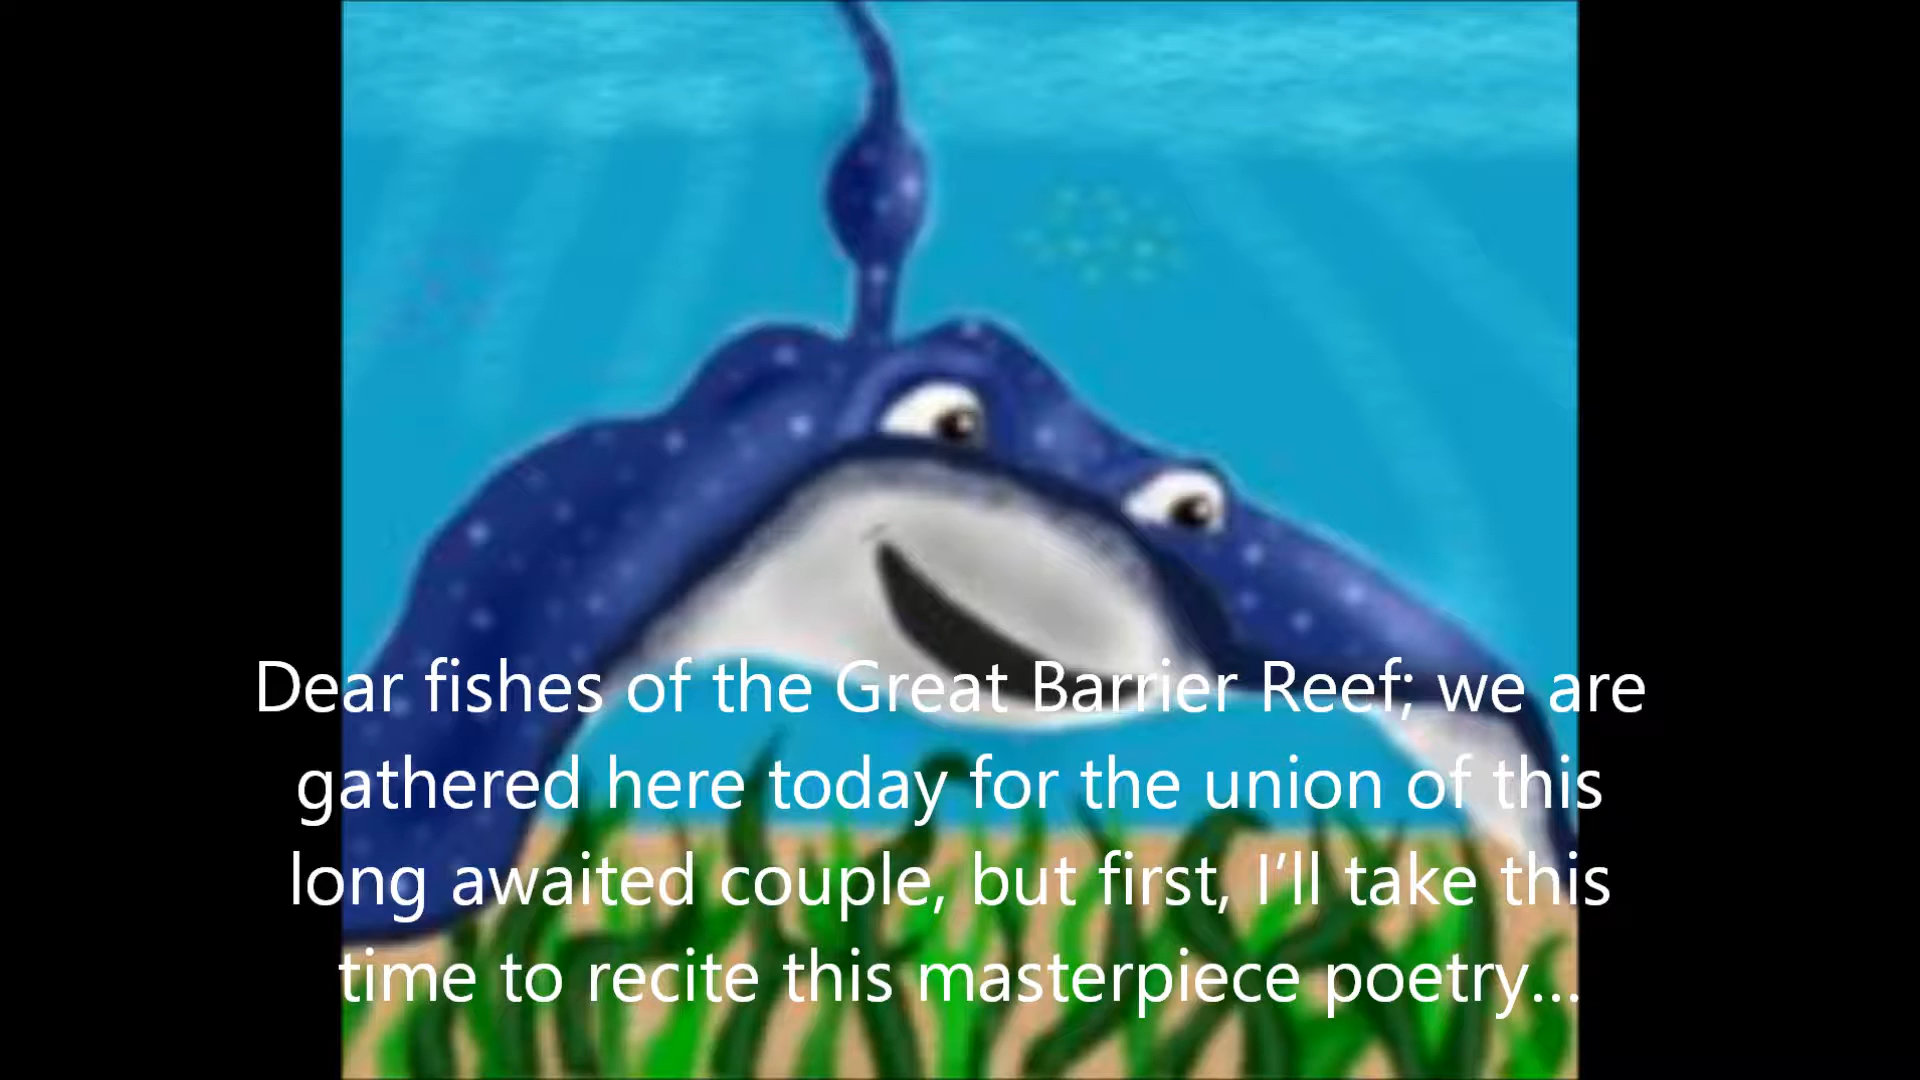 Dear fishes of the Great Barrier Reef; we are
gathered here today for the union of this
long awaited couple, but first, I’ll take this
time to recite this masterpiece poetry...